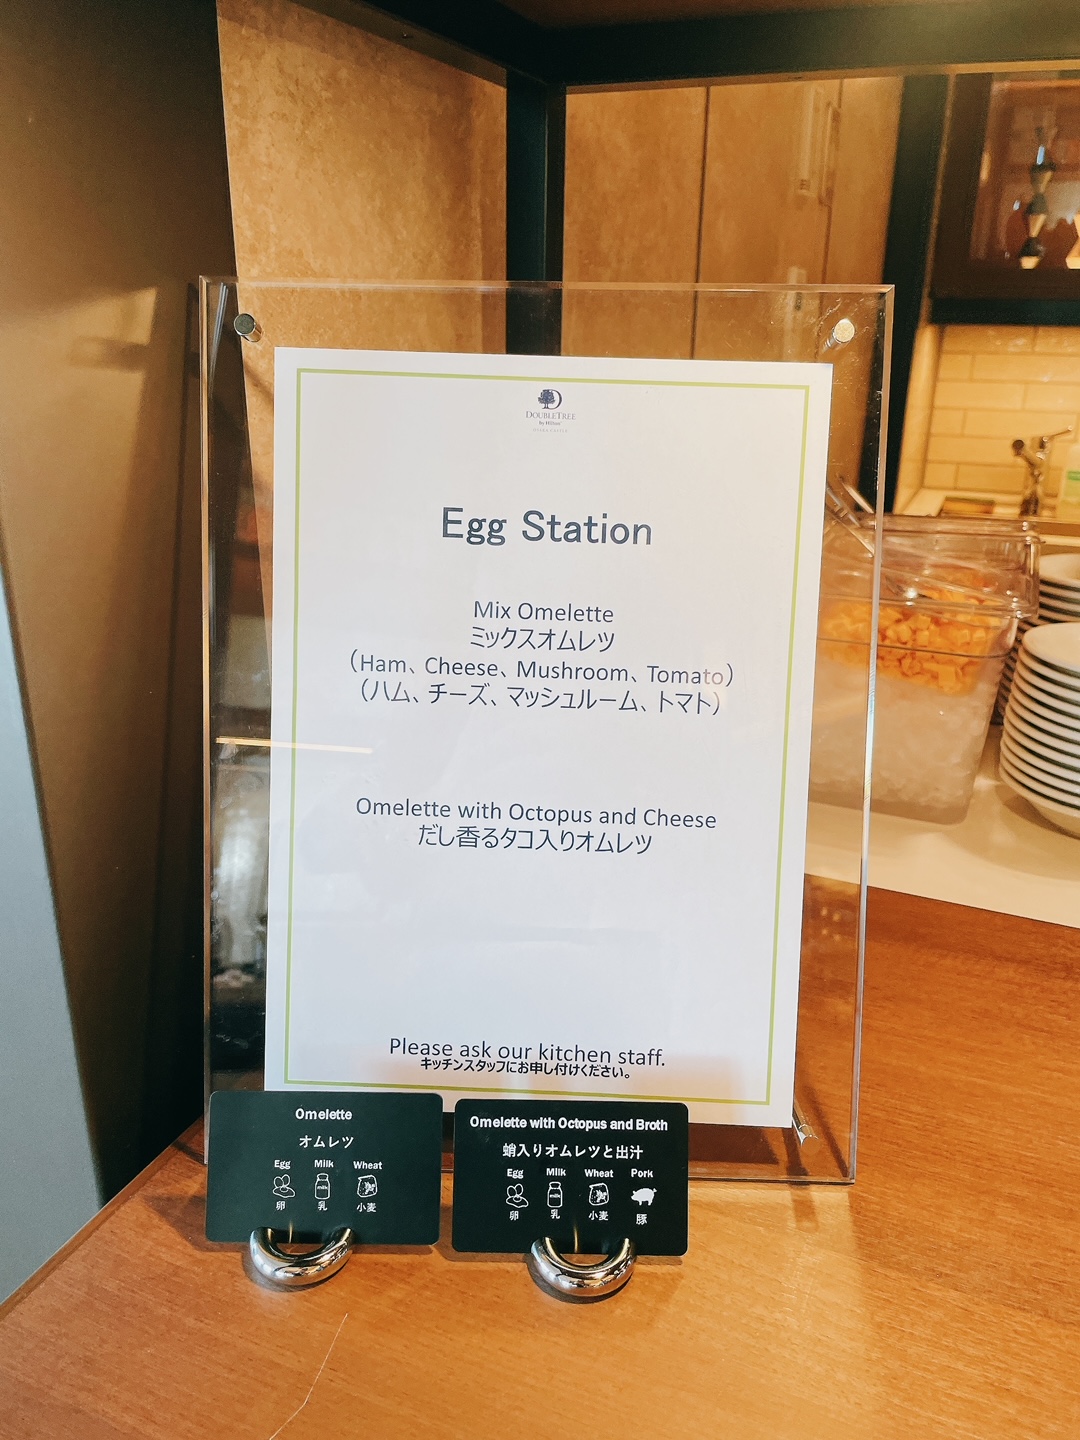 DOUBLETREE
by Hilton
Egg Station
Mix Omelette
ミックスオムレツ
（Ham、Cheese、Mushroom、Tomato）
（ハム、チーズ、マッシュルーム、トマト）
Omelette with Octopus and Cheese
だし香るタコ入りオムレツ
Please ask our kitchen staff.
キッチンスタッフにお申し付けください。
Omelette
オムレツ
Egg Milk Wheat
milk
卵 乳 小麦
Omelette with Octopus and Broth
蛸入りオムレツと出汁
Egg Milk Wheat Pork
milk
卵 乳 小麦 豚